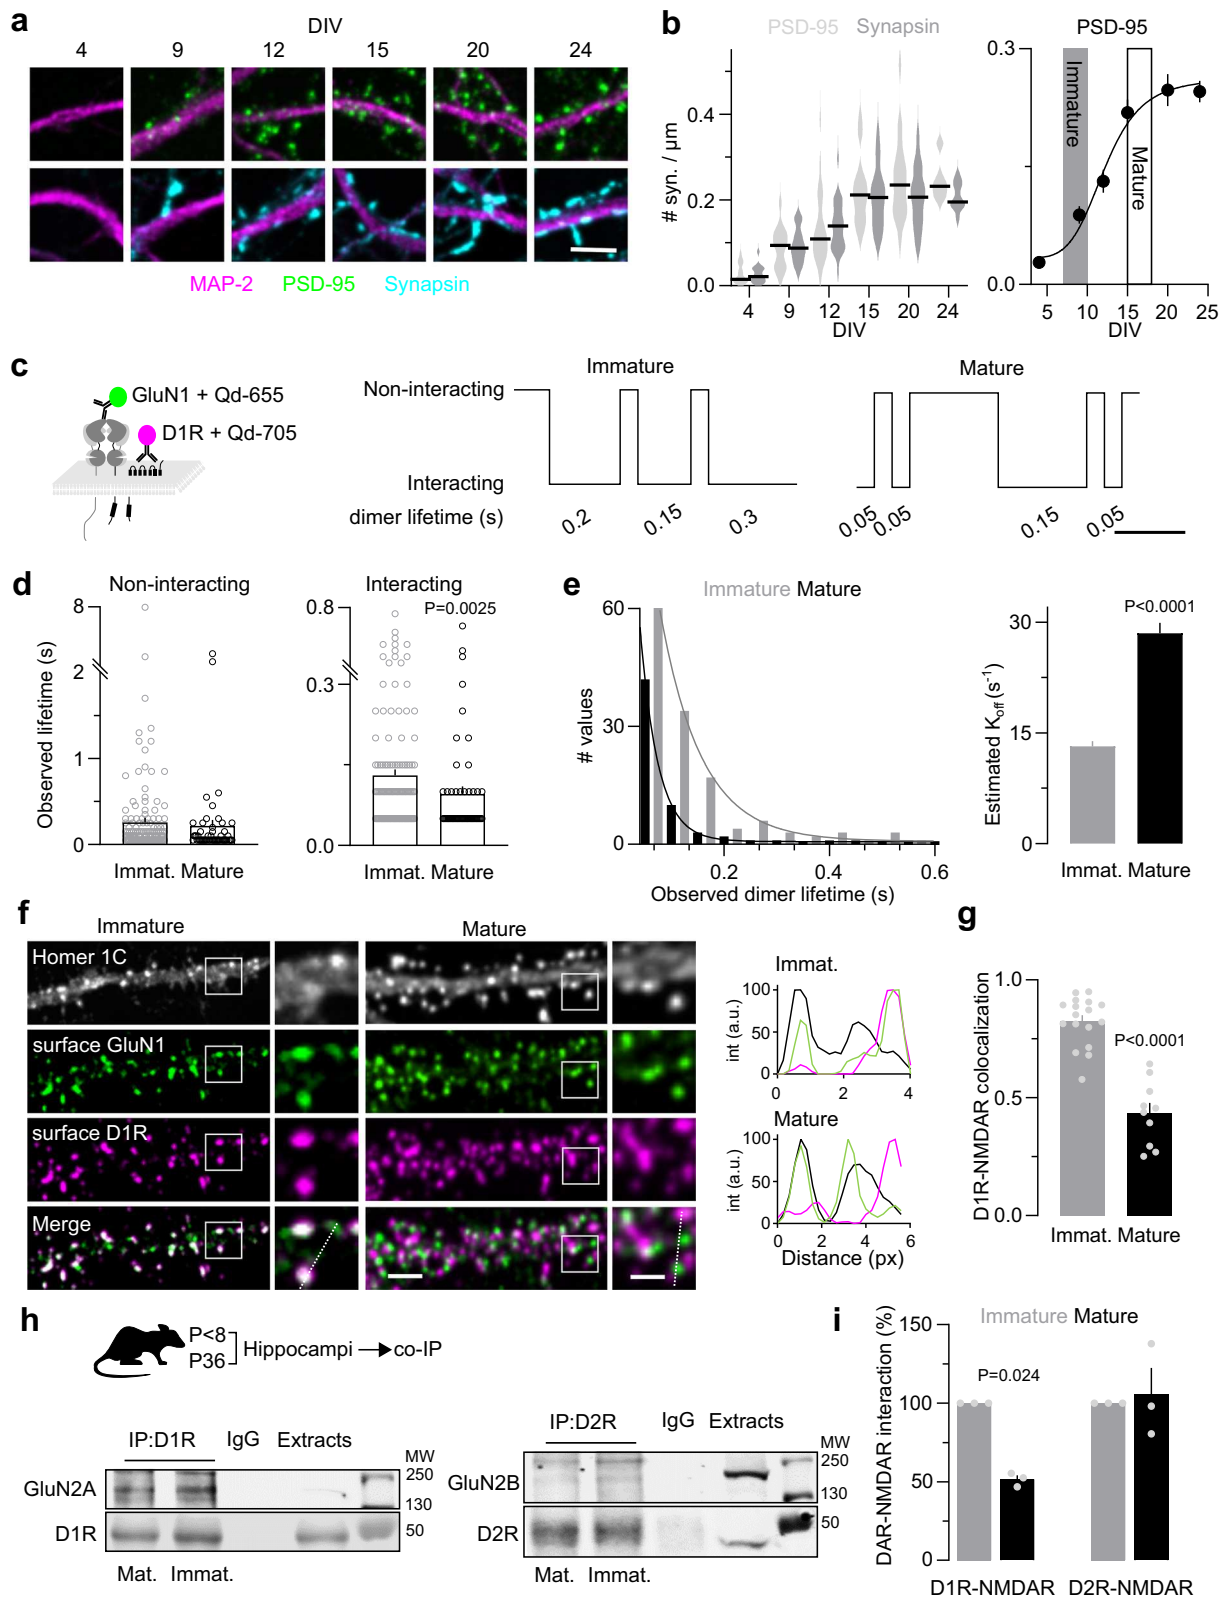 a
DIV
4 9 12 15 20 24
MAP-2 PSD-95 Synapsin
b
PSD-95 Synapsin
# syn. / µm
0.4
0.2
0.0
4 9 12 15 20 24
DIV
PSD-95
0.3
0.0
Immature
Mature
5 10 15 20 25
DIV
c
GluN1 + Qd-655
D1R + Qd-705
Immature Mature
Non-interacting
Interacting
dimer lifetime (s)
0.2 0.15 0.3 0.05 0.05 0.15 0.05
d
Non-interacting
Observed lifetime (s)
8
2
1
0
Immat. Mature
Interacting
P=0.0025
0.8
0.3
0.0
Immat. Mature
e
Immature Mature
# values
60
30
0
0.2 0.4 0.6
Observed dimer lifetime (s)
P<0.0001
Estimated Koff (s-1)
30
15
0
Immat. Mature
f
Immature Mature
Homer 1C
surface GluN1
surface D1R
Merge
Immat.
int (a.u.)
100
50
0
0 2 4
Mature
int (a.u.)
100
50
0
0 2 4 6
Distance (px)
g
D1R-NMDAR colocalization
1.0
0.5
0.0
P<0.0001
Immat. Mature
h
P<8
P36
Hippocampi co-IP
IP:D1R IgG Extracts
MW
GluN2A
250
130
D1R
50
Mat. Immat.
IP:D2R IgG Extracts
MW
GluN2B
250
130
D2R
50
Mat. Immat.
i
Immature Mature
DAR-NMDAR interaction (%)
150
100
50
0
P=0.024
D1R-NMDAR D2R-NMDAR